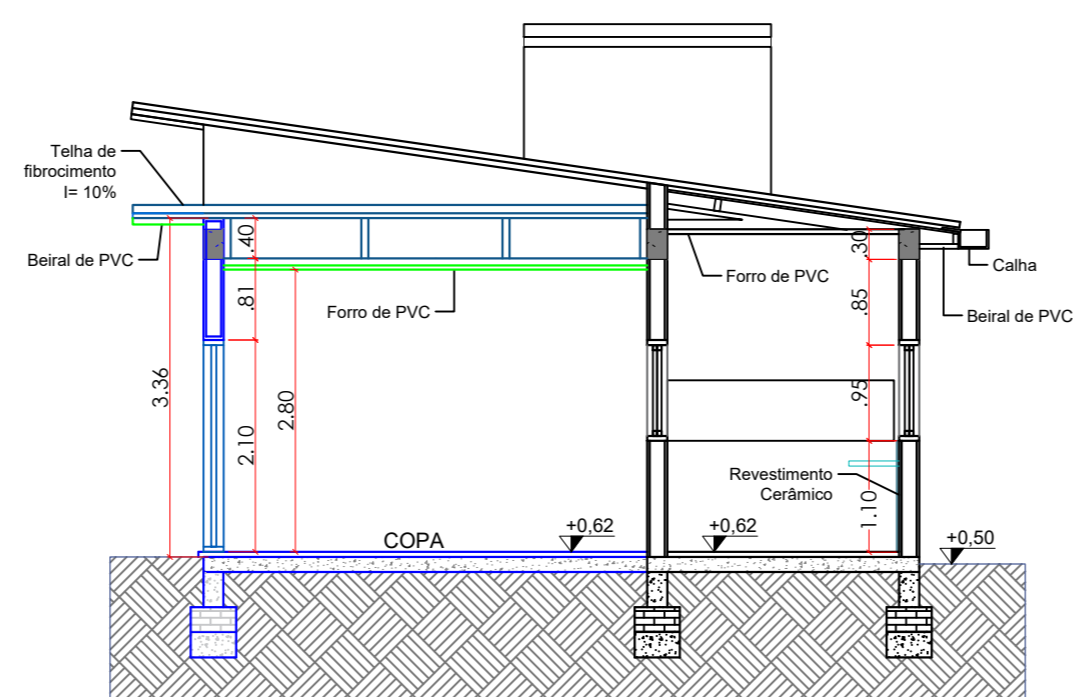 Telha de
fibrocimento
I= 10%
Beiral de PVC
.40
.81
Forro de PVC
3.36
2.80
2.10
COPA
+0,62
Forro de PVC
.30
.85
.95
1.10
Calha
Beiral de PVC
Revestimento
Cerâmico
+0,62
+0,50